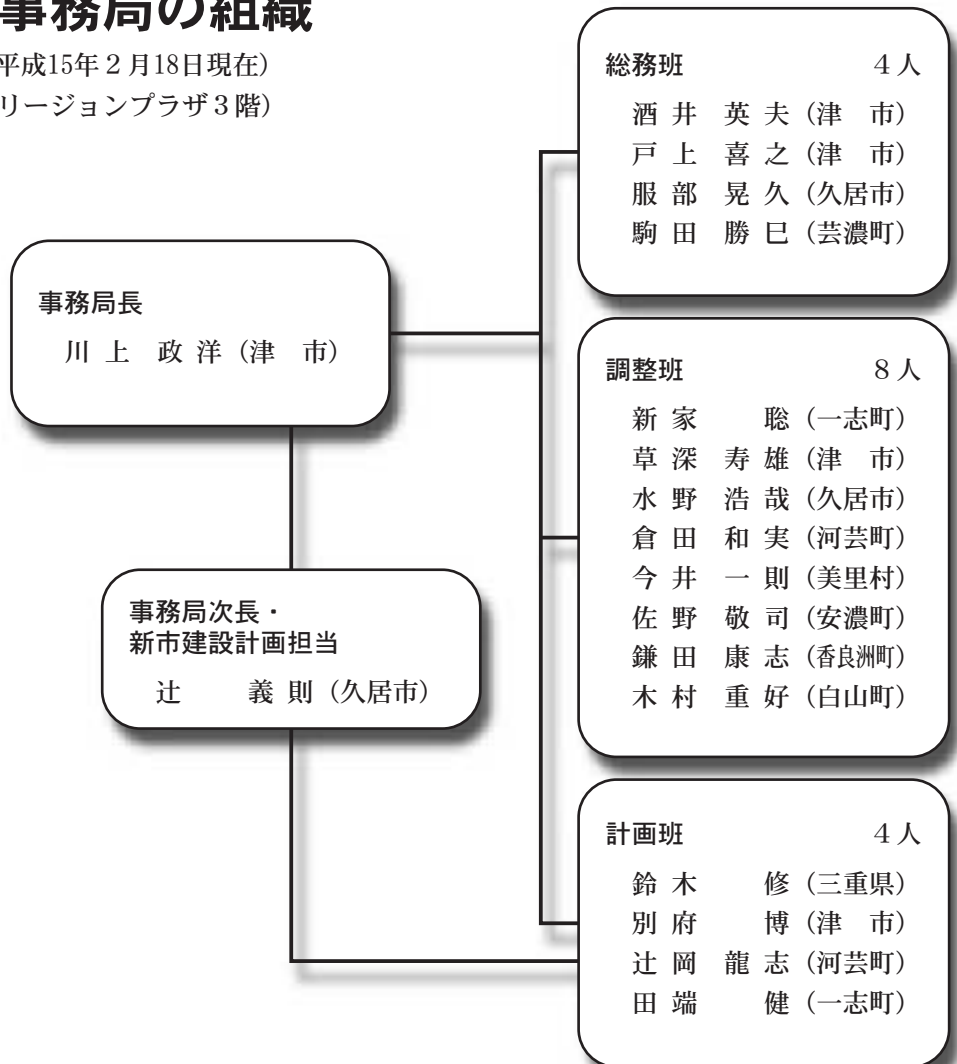 事務局の組織
平成15年２月18日現在）
リージョンプラザ３階）
事務局長
川上 政洋（津 市）
事務局次長・
新市建設計画担当
辻 義則（久居市）
総務班 ４人
酒井 英夫（津 市）
戸上 喜之（津 市）
服部 晃久（久居市）
駒田 勝巳（芸濃町）
調整班 ８人
新家 聡（一志町）
草深 寿雄（津 市）
水野 浩哉（久居市）
倉田 和実（河芸町）
今井 一則（美里村）
佐野 敬司（安濃町）
鎌田 康志（香良洲町）
木村 重好（白山町）
計画班 ４人
鈴木 修（三重県）
別府 博（津 市）
辻岡 龍志（河芸町）
田端 健（一志町）